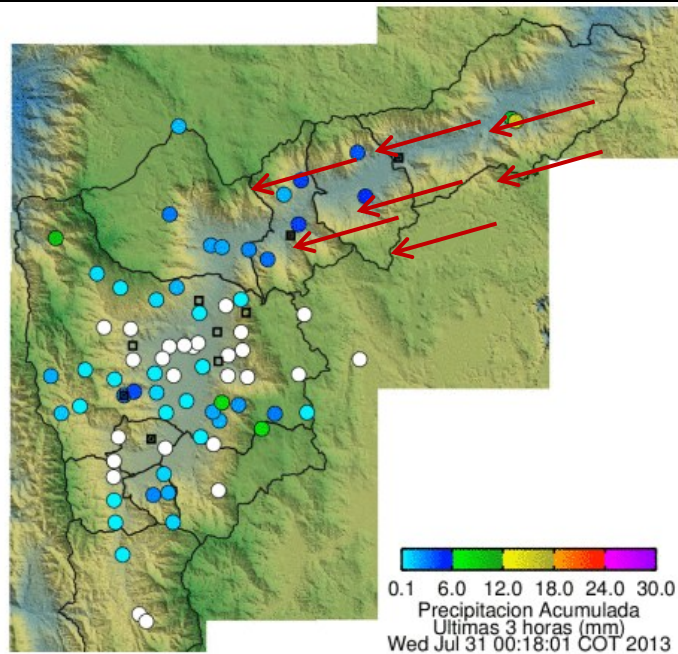 0.1 6.0 12.0 18.0 24.0 30.0
Precipitacion Acumulada
Ultimas 3 horas (mm)
Wed Jul 31 00:18:01 COT 2013